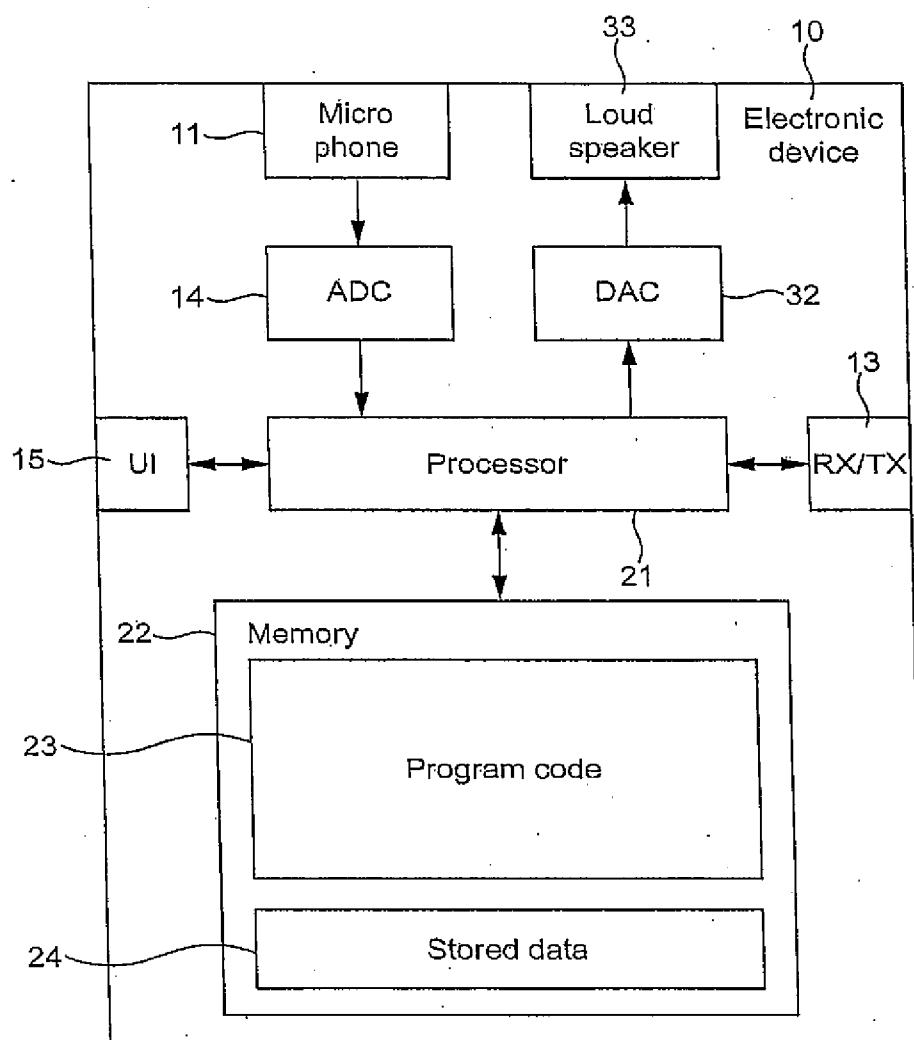 33
10
11
Micro
phone
Loud
speaker
Electronic
device
14
ADC
DAC
32
13
15
UI
Processor
RX/TX
21
22
Memory
23
Program code
24
Stored data